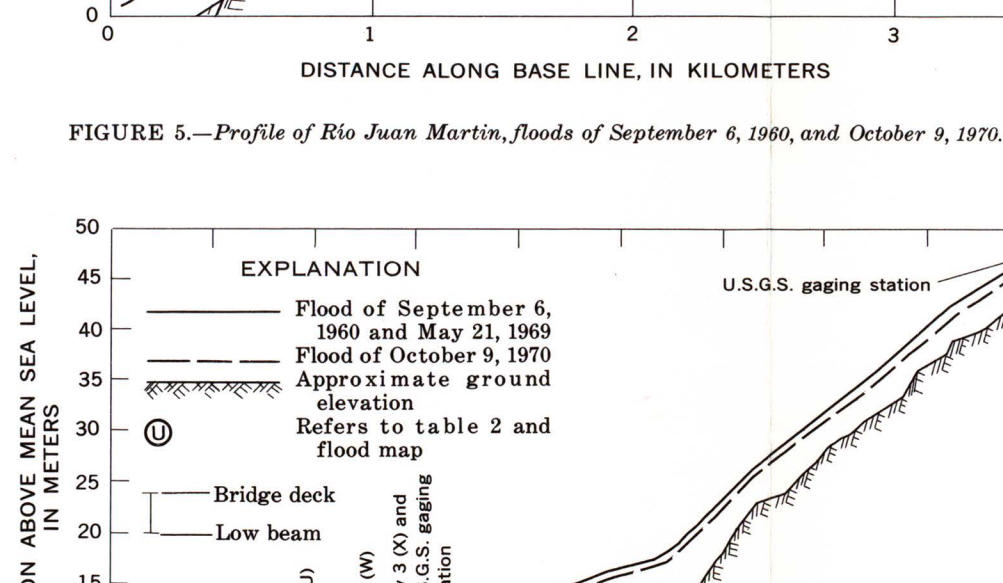 0
0 1 2 3
DISTANCE ALONG BASE LINE, IN KILOMETERS
FIGURE 5.—Profile of Río Juan Martin, floods of September 6, 1960, and October 9, 1970.
50
45
40
35
30
25
20
15
ABOVE MEAN SEA LEVEL,
IN METERS
EXPLANATION
Flood of September 6,
1960 and May 21, 1969
Flood of October 9, 1970
Approximate ground
elevation
U
Refers to table 2 and
flood map
Bridge deck
Low beam
U.S.G.S. gaging station
(W)
3 (X) and
.G.S. gaging